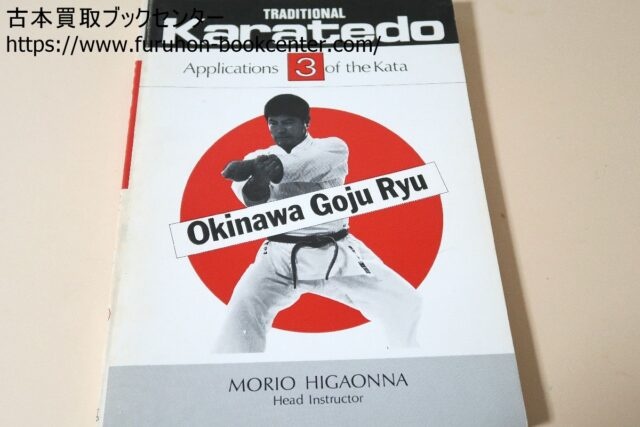 古本買取ブックセンター
https://www.furuhon-bookcenter.com/
TRADITIONAL
Karatedo
Applications 3 of the Kata
Okinawa Goju Ryu
MORIO HIGAONNA
Head Instructor